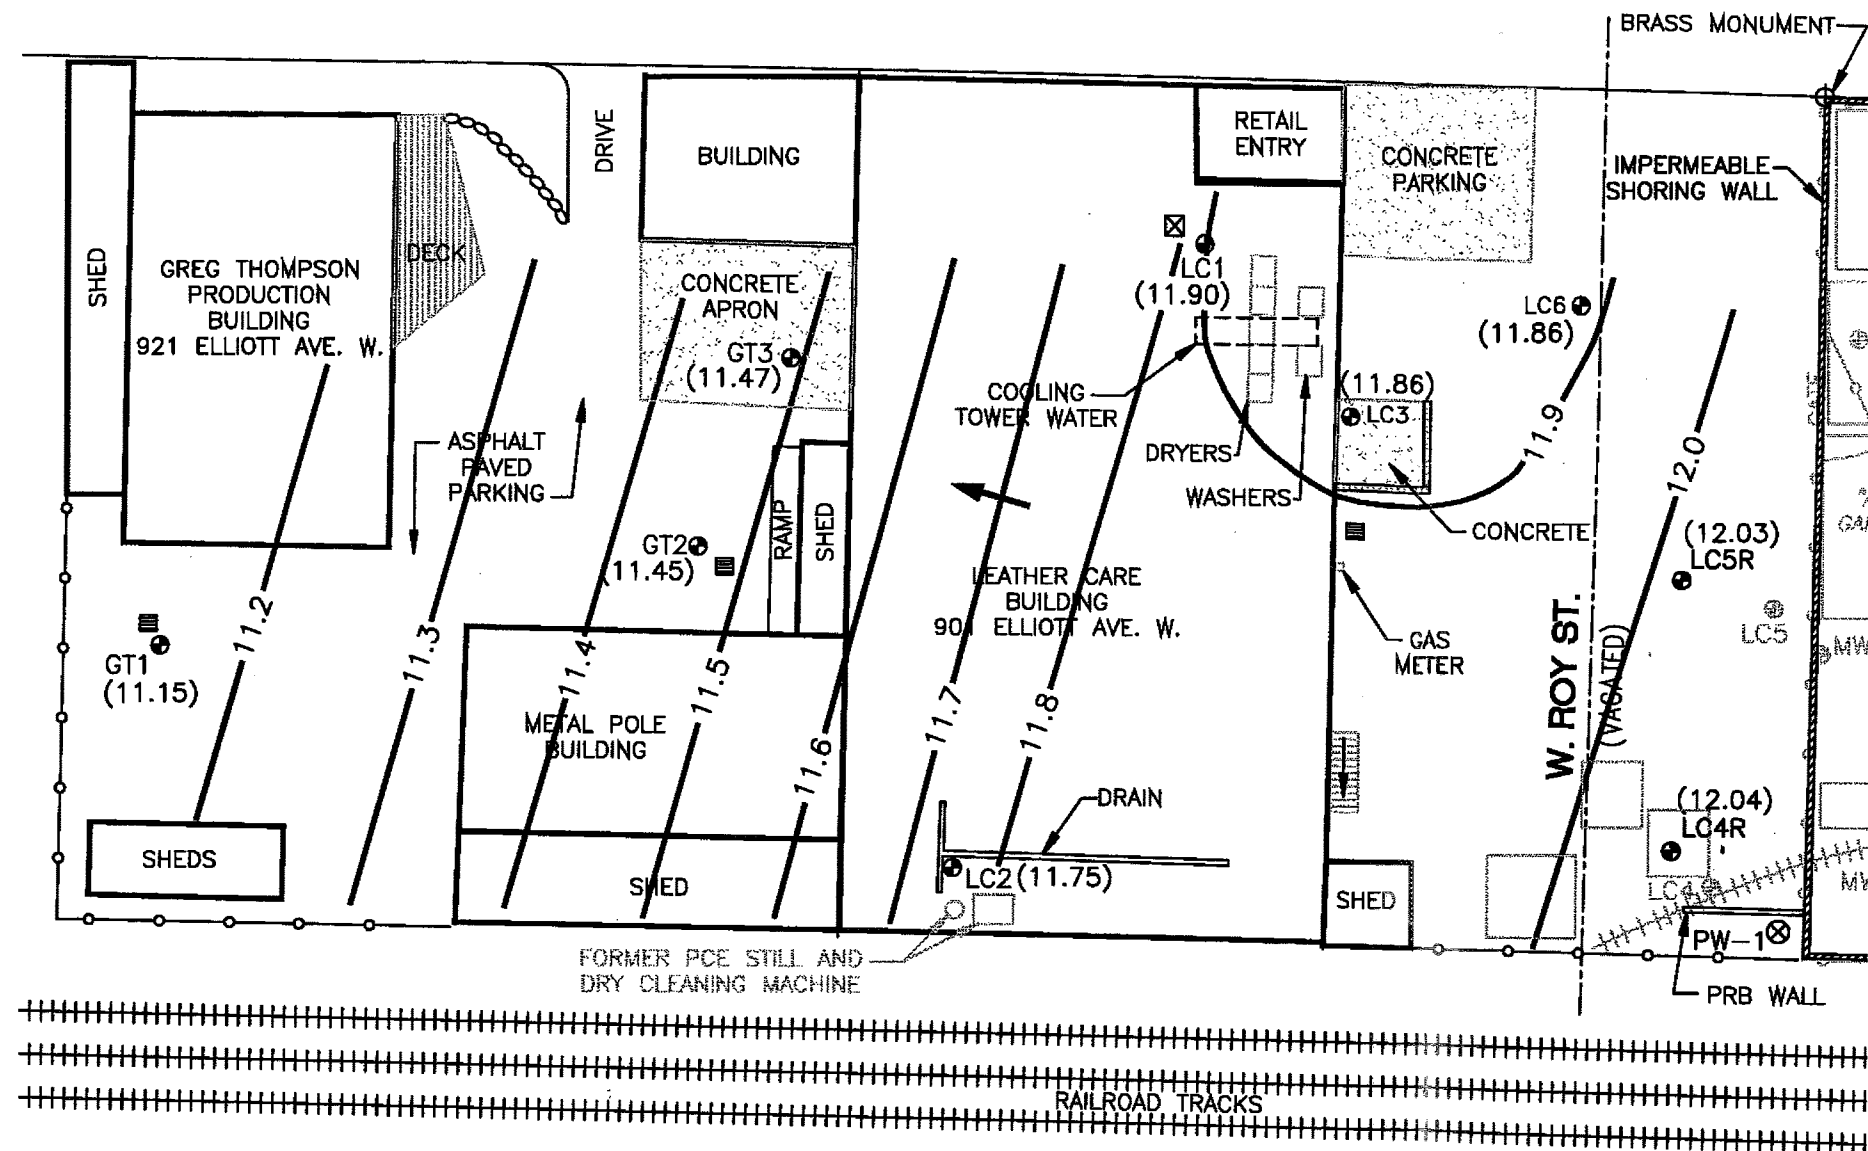 BRASS MONUMENT
IMPERMEABLE
SHORING WALL
SHED
GREG THOMPSON
PRODUCTION
BUILDING
921 ELLIOTT AVE. W.
DECK
DRIVE
BUILDING
CONCRETE
APRON
GT3
(11.47)
RETAIL
ENTRY
CONCRETE
PARKING
LC1
(11.90)
LC6
(11.86)
COOLING
TOWER WATER
DRYERS
WASHERS
(11.86)
LC3
CONCRETE
11.9
12.0
ASPHALT
PAVED
PARKING
GT2
(11.45)
RAMP
SHED
LEATHER CARE
BUILDING
901 ELLIOTT AVE. W.
GAS
METER
W. ROY ST.
(VACATED)
(12.03)
LC5R
LC5
GT1
(11.15)
11.2
11.3
11.4
11.5
11.6
11.7
11.8
METAL POLE
BUILDING
SHEDS
SHED
DRAIN
LC2 (11.75)
SHED
(12.04)
LC4R
LC4
PW-1
PRB WALL
FORMER PCE STILL AND
DRY CLEANING MACHINE
RAILROAD TRACKS